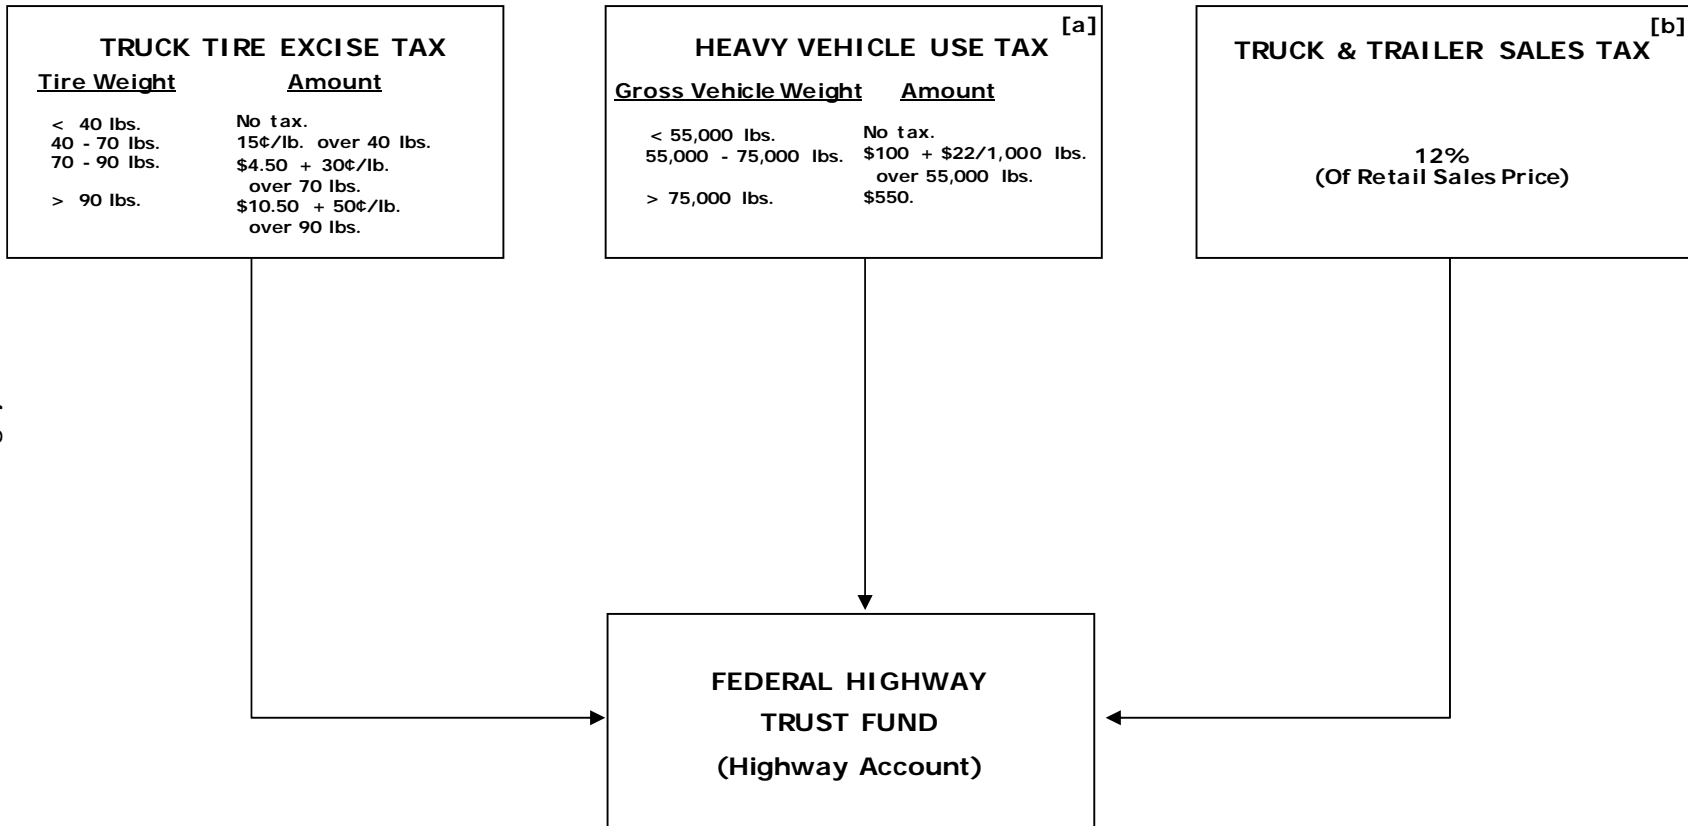 [a]
[b]
TRUCK TIRE EXCISE TAX
Tire Weight Amount
< 40 lbs. No tax.
40 - 70 lbs. 15¢/lb. over 40 lbs.
70 - 90 lbs. $4.50 + 30¢/lb.
over 70 lbs.
> 90 lbs. $10.50 + 50¢/lb.
over 90 lbs.
HEAVY VEHICLE USE TAX
Gross Vehicle Weight Amount
< 55,000 lbs. No tax.
55,000 - 75,000 lbs. $100 + $22/1,000 lbs.
over 55,000 lbs.
> 75,000 lbs. $550.
TRUCK & TRAILER SALES TAX
12%
(Of Retail Sales Price)
FEDERAL HIGHWAY
TRUST FUND
(Highway Account)